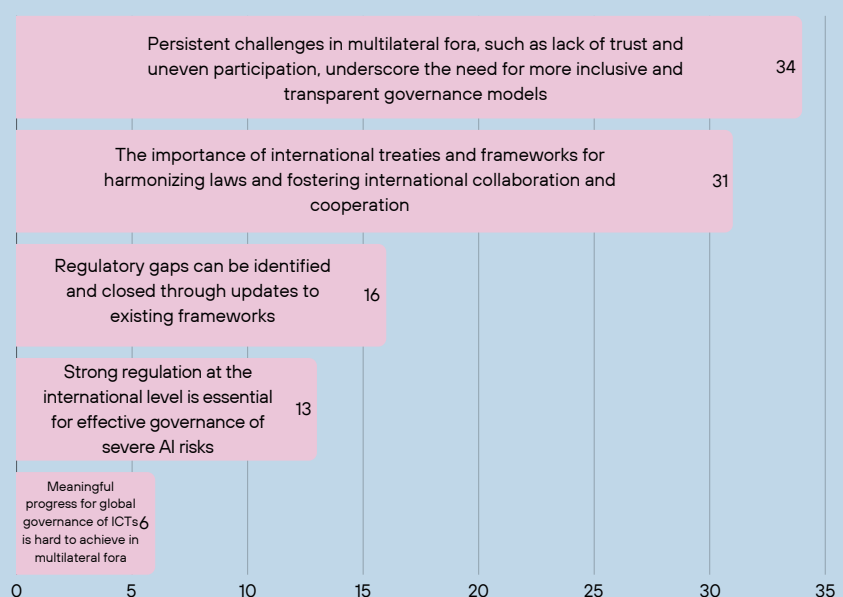 Persistent challenges in multilateral fora, such as lack of trust and
uneven participation, underscore the need for more inclusive and
transparent governance models
34
The importance of international treaties and frameworks for
harmonizing laws and fostering international collaboration and
cooperation
31
Regulatory gaps can be identified
and closed through updates to
existing frameworks
16
Strong regulation at the
international level is essential
for effective governance of
severe AI risks
13
Meaningful
progress for global
governance of ICTs
is hard to achieve in
multilateral fora
6
0 5 10 15 20 25 30 35